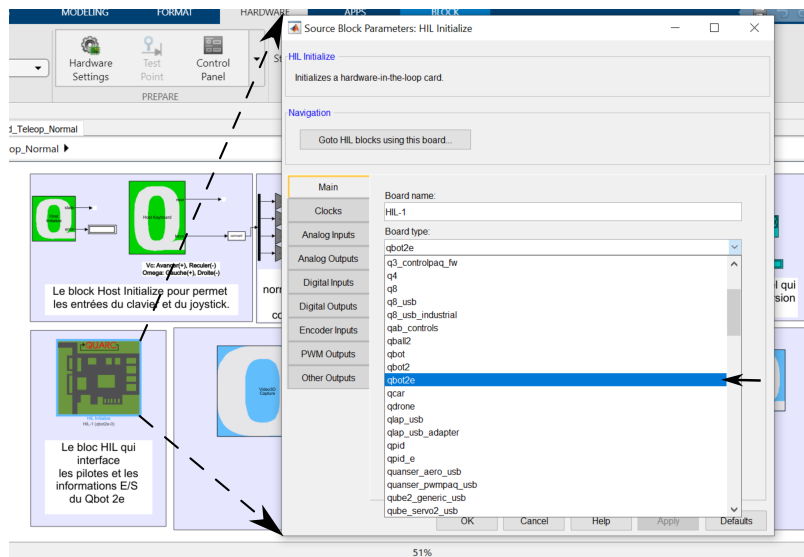 MODELING FORMAT HARDWARE APPS BLOCK
Hardware
Settings
Test
Point
Control
Panel
St
PREPARE
d_Teleop_Normal
op_Normal
Host Keyboard
Vc: Avancer(+), Reculer(-)
Omega: Gauche(+), Droite(-)
Le block Host Initialize pour permet
les entrées du clavier et du joystick.
norr
co
l qui
sion
QUARC
HIL Initialize
HIL-1 (qbot2e-0)
Video3D
Capture
Le bloc HIL qui
interface
les pilotes et les
informations E/S
du Qbot 2e
Source Block Parameters: HIL Initialize
HIL Initialize
Initializes a hardware-in-the-loop card.
Navigation
Goto HIL blocks using this board...
Main
Clocks
Analog Inputs
Analog Outputs
Digital Inputs
Digital Outputs
Encoder Inputs
PWM Outputs
Other Outputs
Board name:
HIL-1
Board type:
qbot2e
q3_controlpaq_fw
q4
q8
q8_usb
q8_usb_industrial
qab_controls
qball2
qbot
qbot2
qbot2e
qcar
qdrone
qlap_usb
qlap_usb_adapter
qpid
qpid_e
quanser_aero_usb
quanser_pwmpaq_usb
qube2_generic_usb
qube_servo2_usb
OK Cancel Help Apply Defaults
51%